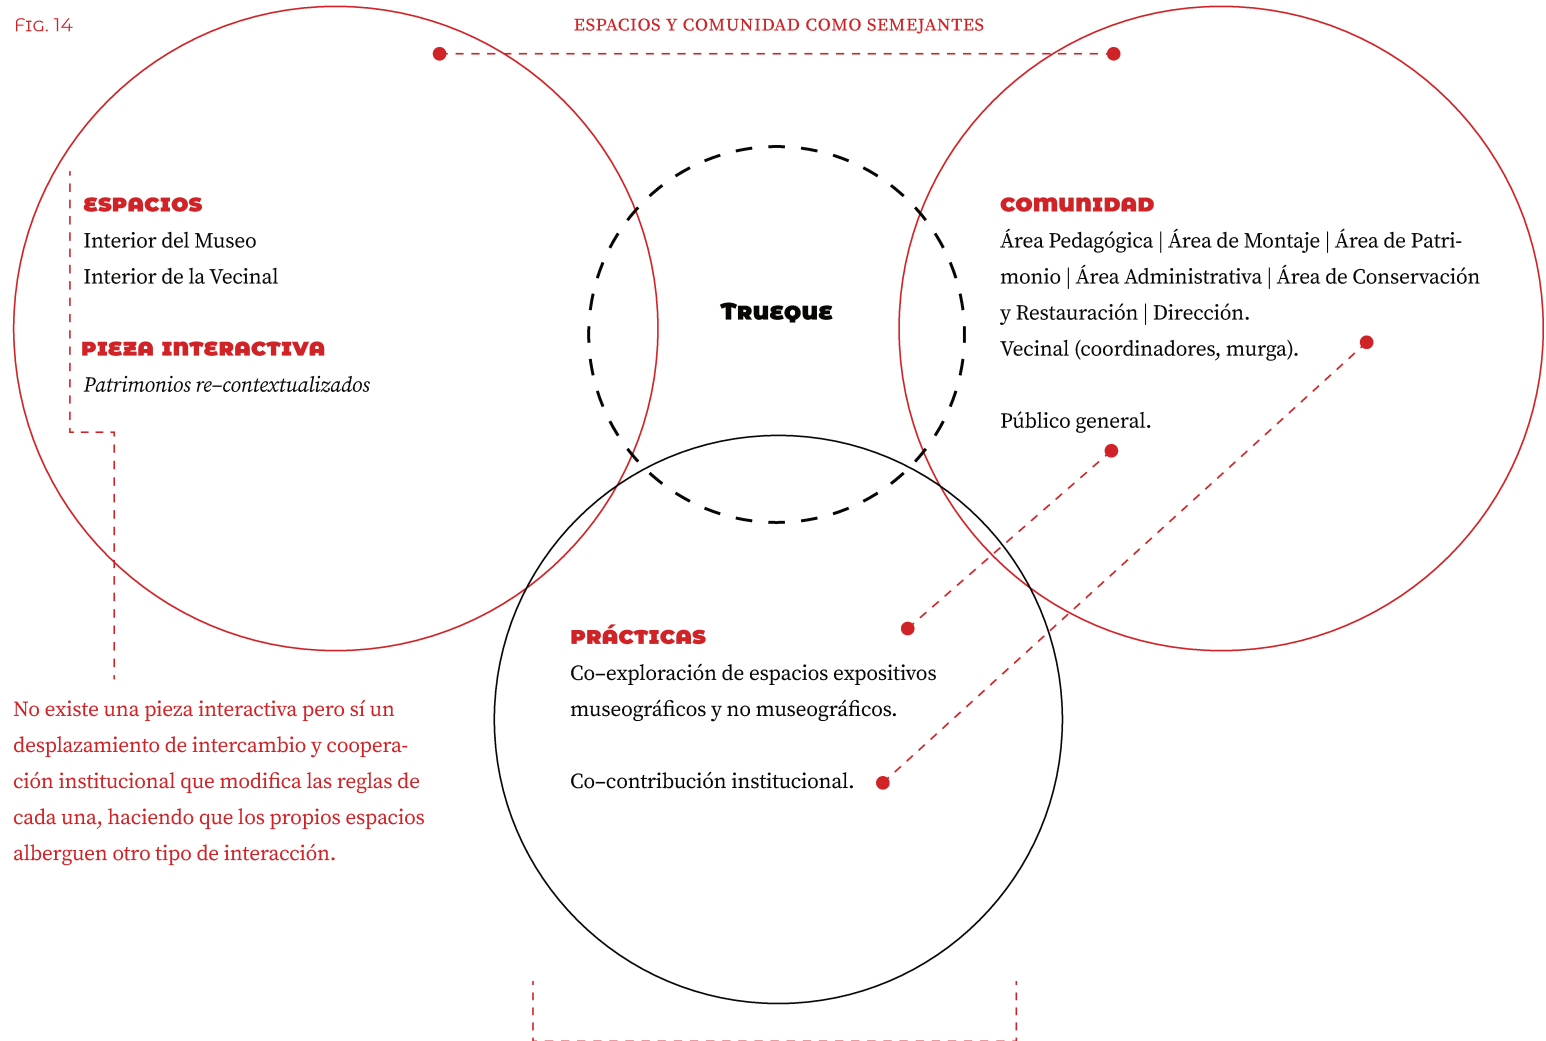 Fig. 14
ESPACIOS Y COMUNIDAD COMO SEMEJANTES
ESPACIOS
Interior del Museo
Interior de la Vecinal
PIEZA INTERACTIVA
Patrimonios re–contextualizados
Trueque
COMUNIDAD
Área Pedagógica | Área de Montaje | Área de Patri-
monio | Área Administrativa | Área de Conservación
y Restauración | Dirección.
Vecinal (coordinadores, murga).
Público general.
PRÁCTICAS
Co–exploración de espacios expositivos
museográficos y no museográficos.
Co–contribución institucional.
No existe una pieza interactiva pero sí un
desplazamiento de intercambio y coopera-
ción institucional que modifica las reglas de
cada una, haciendo que los propios espacios
alberguen otro tipo de interacción.